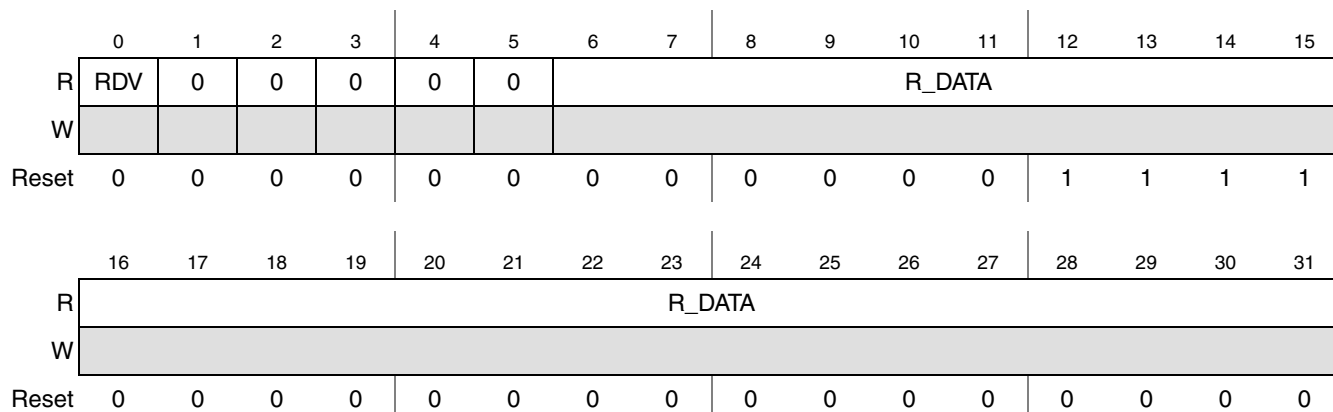 0 1 2 3 4 5 6 7 8 9 10 11 12 13 14 15
R RDV 0 0 0 0 0 R_DATA
W
Reset 0 0 0 0 0 0 0 0 0 0 0 0 1 1 1 1
16 17 18 19 20 21 22 23 24 25 26 27 28 29 30 31
R R_DATA
W
Reset 0 0 0 0 0 0 0 0 0 0 0 0 0 0 0 0